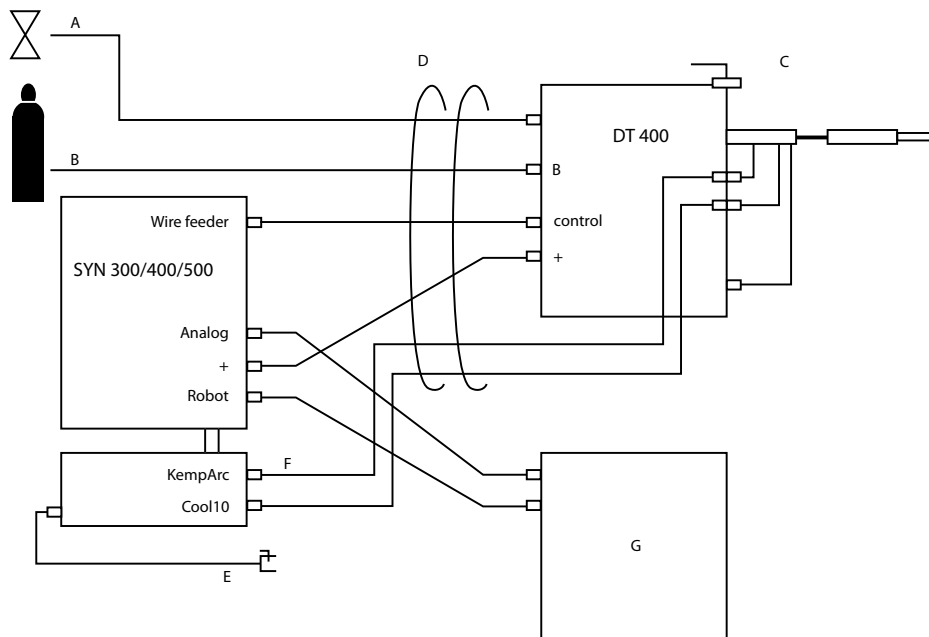 A
D
C
DT 400
B
B
Wire feeder
control
SYN 300/400/500
+
Analog
+
Robot
F
KempArc
Cool10
G
E